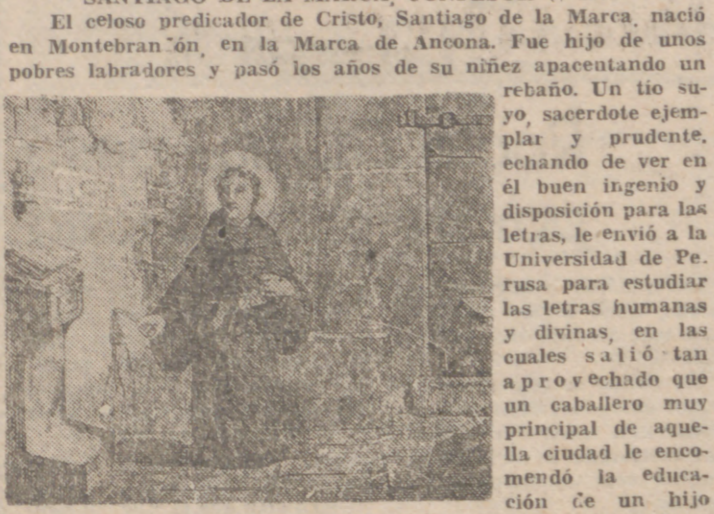 SANTIAGO DE LA MARCA,
El celoso predicador de Cristo, Santiago de la Marca, nació
en Montebran ón, en la Marca de Ancona. Fue hijo de unos
pobres labradores y pasó los años de su niñez apacentando un
rebaño. Un tío su-
yo, sacerdote ejem-
plar y prudente.
echando de ver en
él buen ingenio y
disposición para las
letras, le envió a la
Universidad de Pe.
rusa para estudiar
las letras humanas
y divinas, en las
cuales salió tan
aprovechado que
un caballero muy
principal de aque-
lla ciudad le enco-
mendó la educa-
ción de un hijo